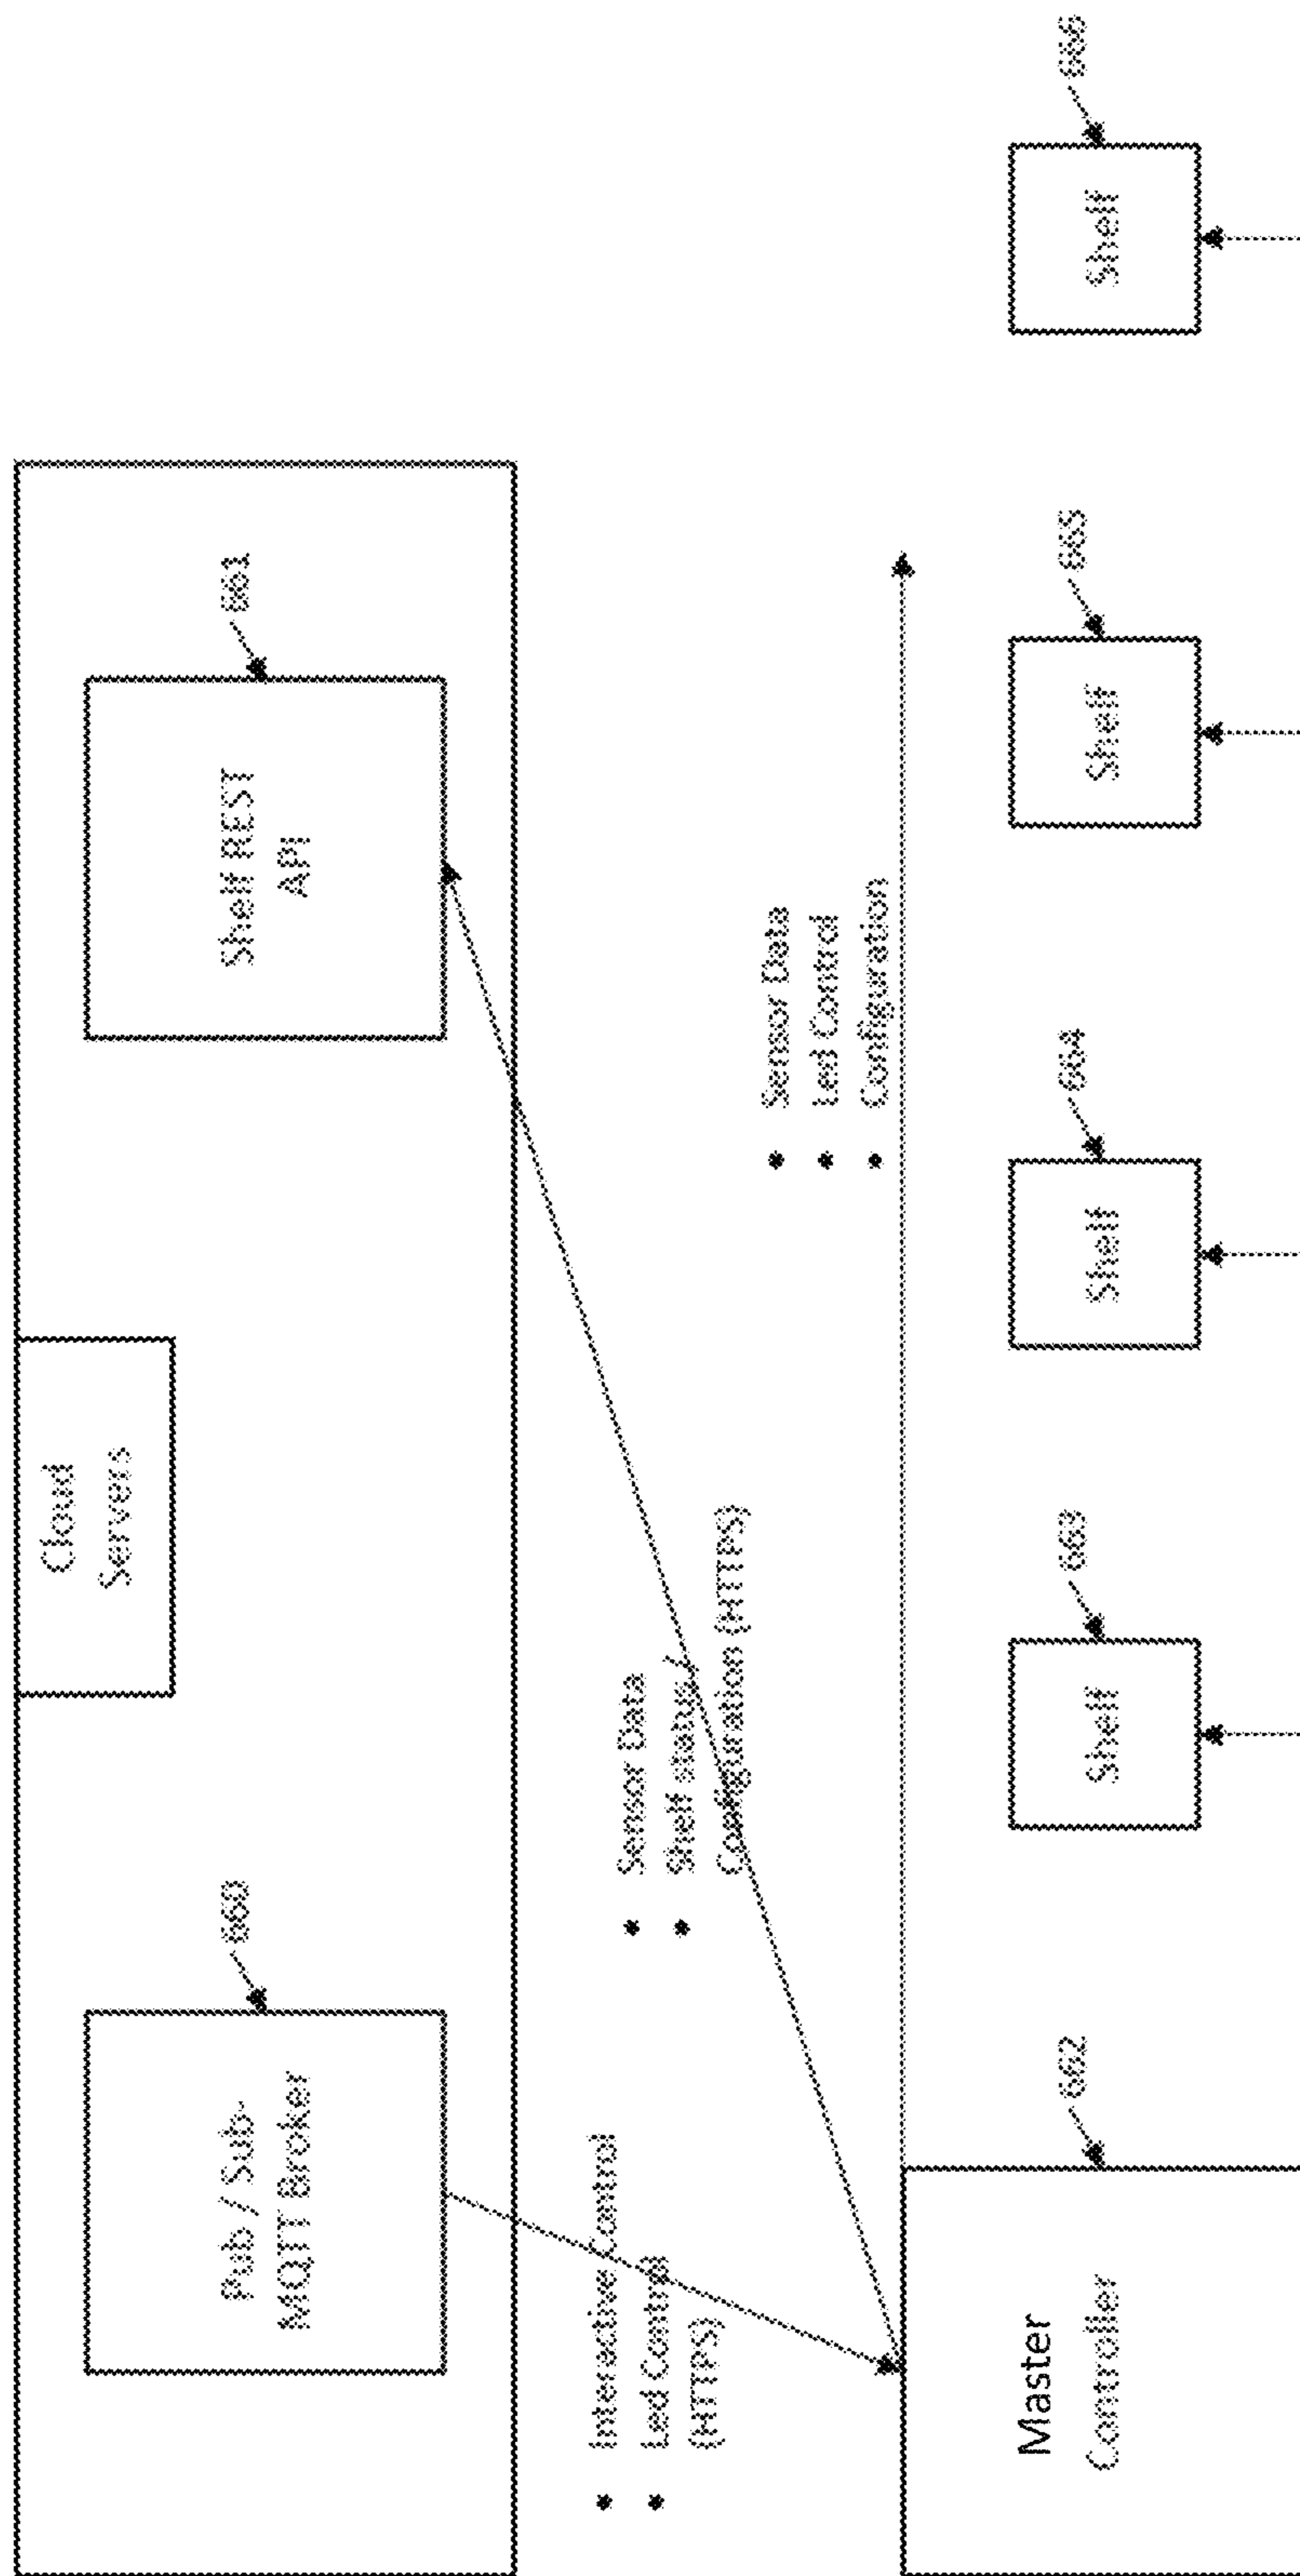 Cloud
Servers
Pub / Sub-
MQTT Broker
660
Shelf REST
API
661
• Interactive Control
• Led Control
(HTTPS)
• Sensor Data
• Shelf status /
Configuration (HTTPS)
• Sensor Data
• Led Control
• Configuration
Master
Controller
662
Shelf
663
Shelf
664
Shelf
665
Shelf
666